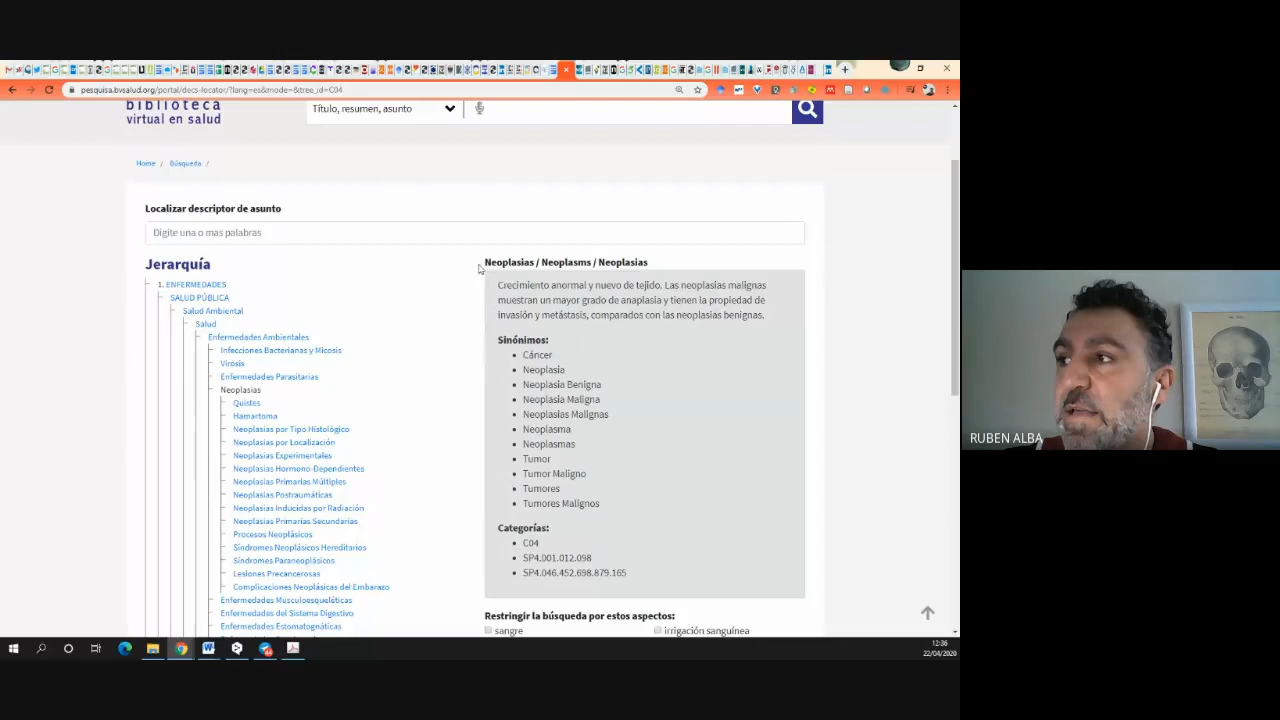 pesquisa.bvsalud.org/portal/decs-locator/?lang=es&mode=&tree_id=C04
biblioteca
virtual en salud
Título, resumen, asunto
Home / Búsqueda /
Localizar descriptor de asunto
Digite una o mas palabras
Jerarquía
1. ENFERMEDADES
SALUD PÚBLICA
Salud Ambiental
Salud
Enfermedades Ambientales
Infecciones Bacterianas y Micosis
Virosis
Enfermedades Parasitarias
Neoplasias
Quistes
Hamartoma
Neoplasias por Tipo Histológico
Neoplasias por Localización
Neoplasias Experimentales
Neoplasias Hormono-Dependientes
Neoplasias Primarias Múltiples
Neoplasias Postraumáticas
Neoplasias Inducidas por Radiación
Neoplasias Primarias Secundarias
Procesos Neoplásicos
Síndromes Neoplásicos Hereditarios
Síndromes Paraneoplásicos
Lesiones Precancerosas
Complicaciones Neoplásicas del Embarazo
Enfermedades Musculoesqueléticas
Enfermedades del Sistema Digestivo
Enfermedades Estomatognáticas
Neoplasias / Neoplasms / Neoplasias
Crecimiento anormal y nuevo de tejido. Las neoplasias malignas
muestran un mayor grado de anaplasia y tienen la propiedad de
invasión y metástasis, comparados con las neoplasias benignas.
Sinónimos:
Cáncer
Neoplasia
Neoplasia Benigna
Neoplasia Maligna
Neoplasias Malignas
Neoplasma
Neoplasmas
Tumor
Tumor Maligno
Tumores
Tumores Malignos
Categorías:
C04
SP4.001.012.098
SP4.046.452.698.879.165
Restringir la búsqueda por estos aspectos:
sangre
irrigación sanguínea
RUBEN ALBA
12:36
22/04/2020